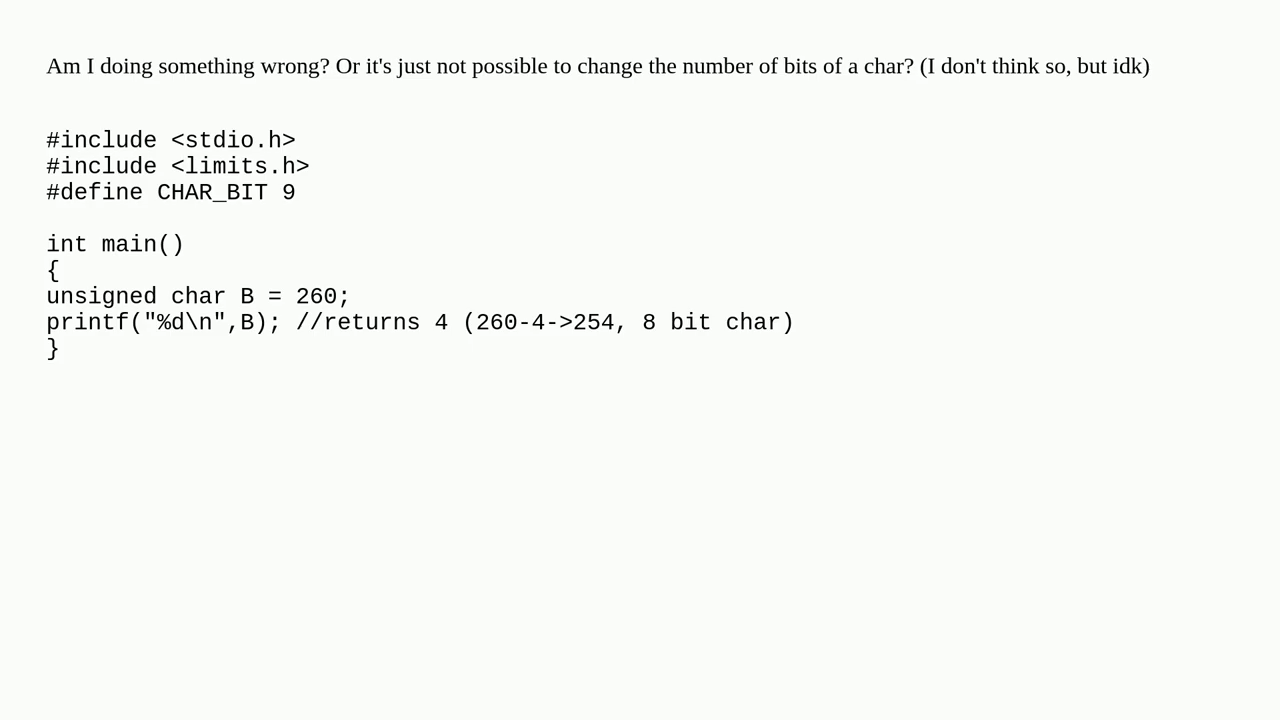 Am I doing something wrong? Or it's just not possible to change the number of bits of a char? (I don't think so, but idk)
#include <stdio.h>
#include <limits.h>
#define CHAR_BIT 9
int main()
{
unsigned char B = 260;
printf("%d\n",B); //returns 4 (260-4->254, 8 bit char)
}